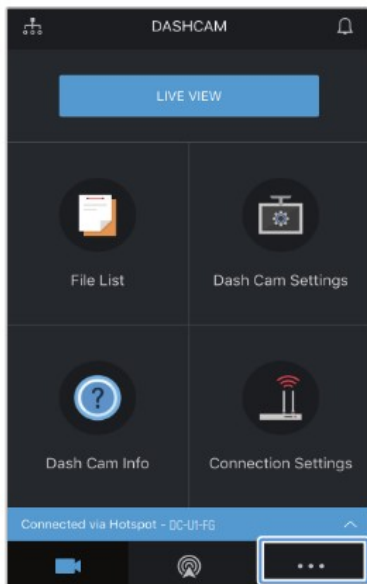 DASHCAM
LIVE VIEW
File List
Dash Cam Settings
Dash Cam Info
Connection Settings
Connected via Hotspot - DC-U1-FG